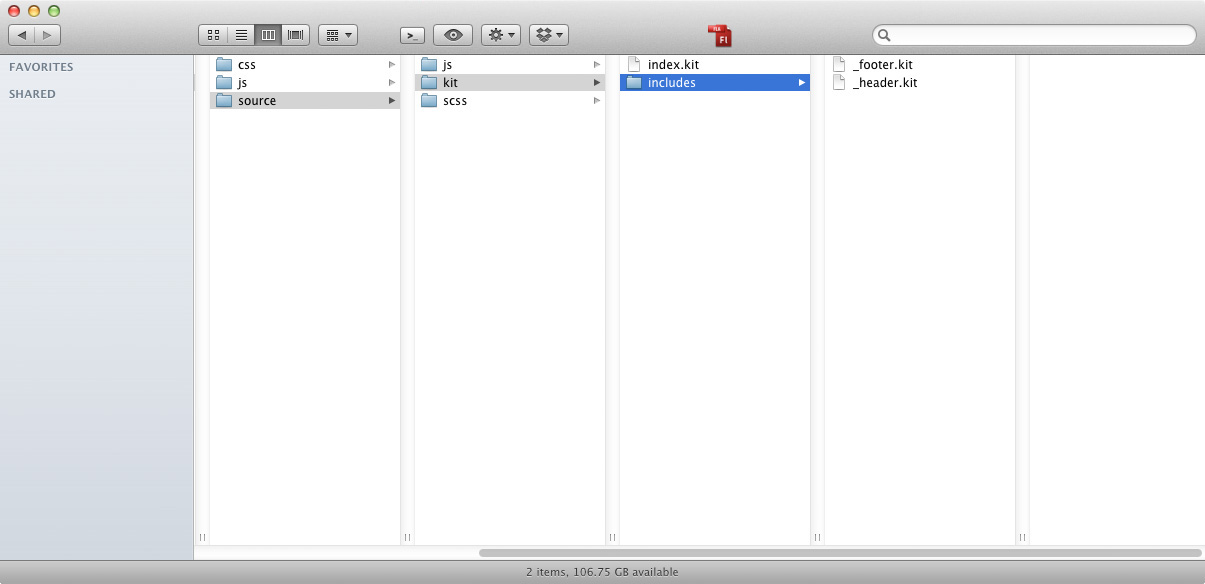 FAVORITES
SHARED
css
js
source
js
kit
scss
index.kit
includes
_footer.kit
_header.kit
2 items, 106.75 GB available